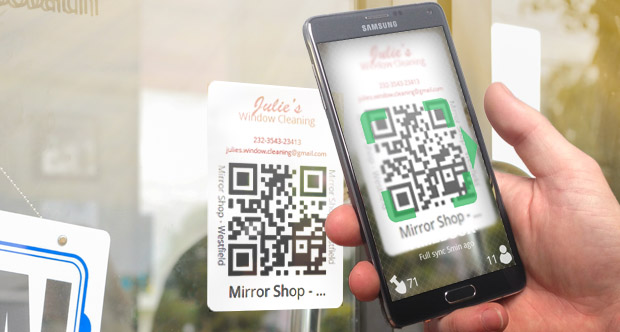 Julie's
Window Cleaning
232-3543-23413
julies.window.cleaning@gmail.com
Mirror Shop - Westfield
Mirror Shop - ...
SAMSUNG
Julie's
Window Cleaning
232-3543-23413
Mirror Shop - ...
Full sync 5min ago
71
11